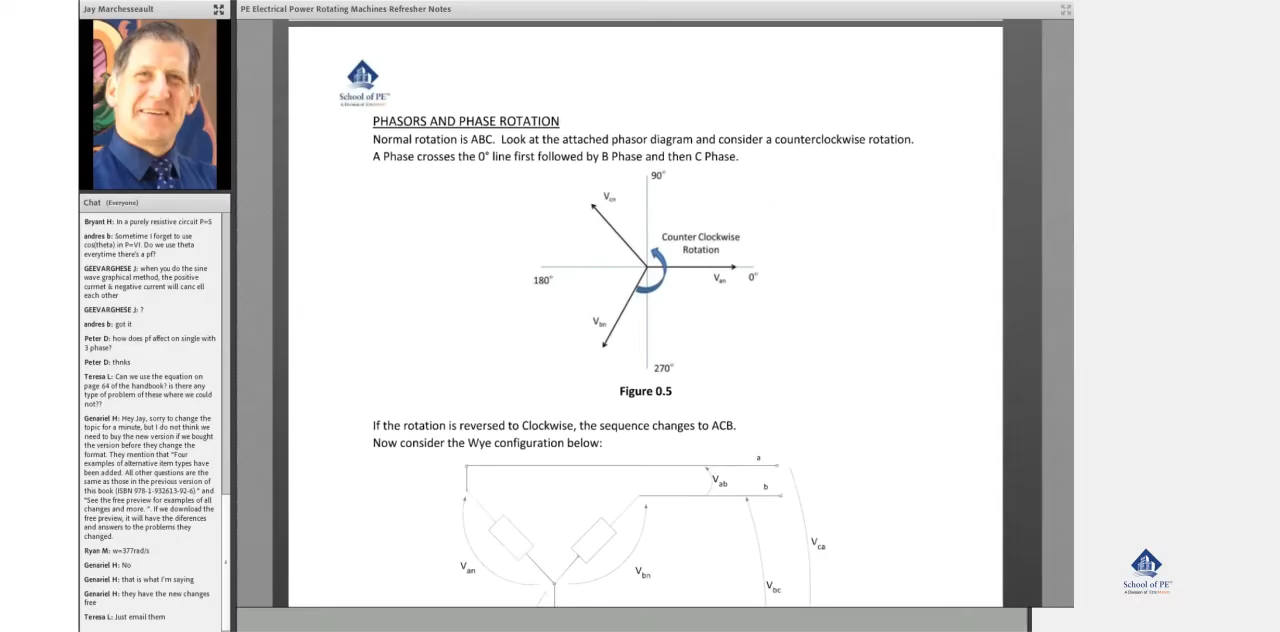 Jay Marchesseault
PE Electrical Power Rotating Machines Refresher Notes
Chat (Everyone)
Bryant H: In a purely resistive circuit P=S
andres b: Sometime I forget to use
cos(theta) in P=VI. Do we use theta
everytime there's a pf?
GEEVARGHESE J: when you do the sine
wave graphical method, the positive
curmet & negative current will canc ell
each other
GEEVARGHESE J: ?
andres b: got it
Peter D: how does pf affect on single with
3 phase?
Peter D: thnks
Teresa L: Can we use the equation on
page 64 of the handbook? is there any
type of problem of these where we could
not??
Genariel H: Hey Jay, sorry to change the
topic for a minute, but I do not think we
need to buy the new version if we bought
the version before they change the
format. They mention that "Four
examples of alternative item types have
been added. All other questions are the
same as those in the previous version of
this book (ISBN 978-1-932613-92-6)." and
"See the free preview for examples of all
changes and more. ". If we download the
free preview, it will have the diferences
and answers to the problems they
changed.
Ryan M: w=377rad/s
Genariel H: No
Genariel H: that is what I'm saying
Genariel H: they have the new changes
free
Teresa L: Just email them
School of PE™
PHASORS AND PHASE ROTATION
Normal rotation is ABC. Look at the attached phasor diagram and consider a counterclockwise rotation.
A Phase crosses the 0° line first followed by B Phase and then C Phase.
90°
Vcn
Counter Clockwise
Rotation
180°
Van
0°
Vbn
270°
Figure 0.5
If the rotation is reversed to Clockwise, the sequence changes to ACB.
Now consider the Wye configuration below:
a
Vab
b
Vca
Van
Vbn
Vbc
School of PE™